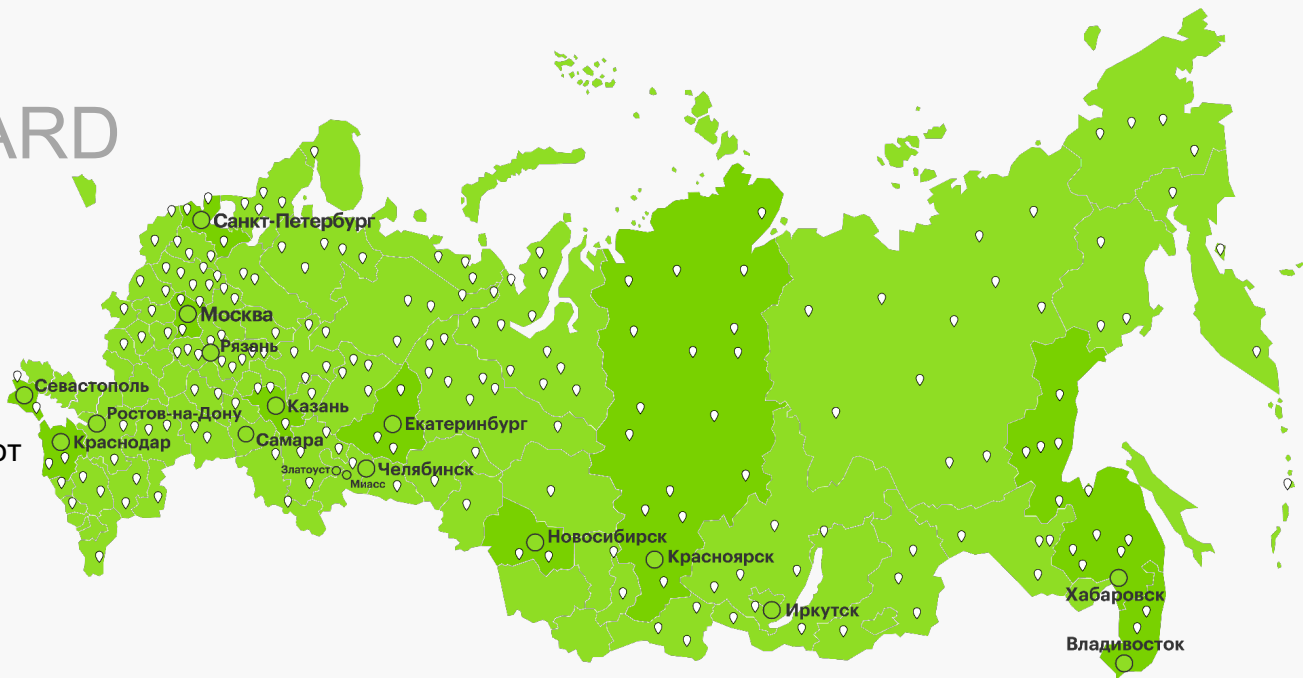 ARD
Санкт-Петербург
Москва
Рязань
Севастополь
Ростов-на-Дону
Казань
Екатеринбург
Краснодар
Самара
от
Златоуст
Челябинск
Миасс
Новосибирск
Красноярск
Хабаровск
Иркутск
Владивосток